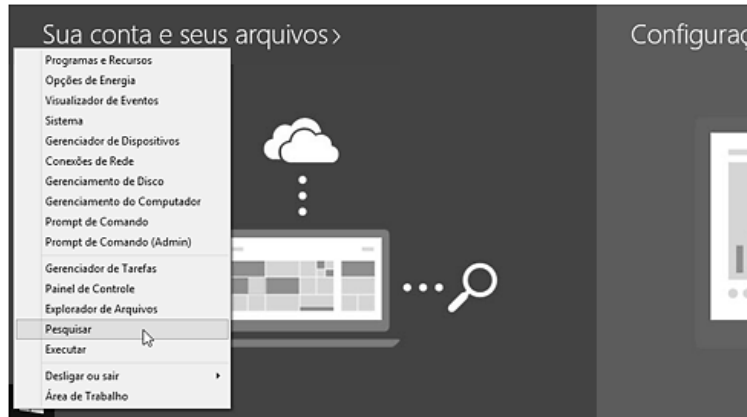 Sua conta e seus arquivos>
Configuraç
Programas e Recursos
Opções de Energia
Visualizador de Eventos
Sistema
Gerenciador de Dispositivos
Conexões de Rede
Gerenciamento de Disco
Gerenciamento do Computador
Prompt de Comando
Prompt de Comando (Admin)
Gerenciador de Tarefas
Painel de Controle
Explorador de Arquivos
Pesquisar
Executar
Desligar ou sair
Área de Trabalho